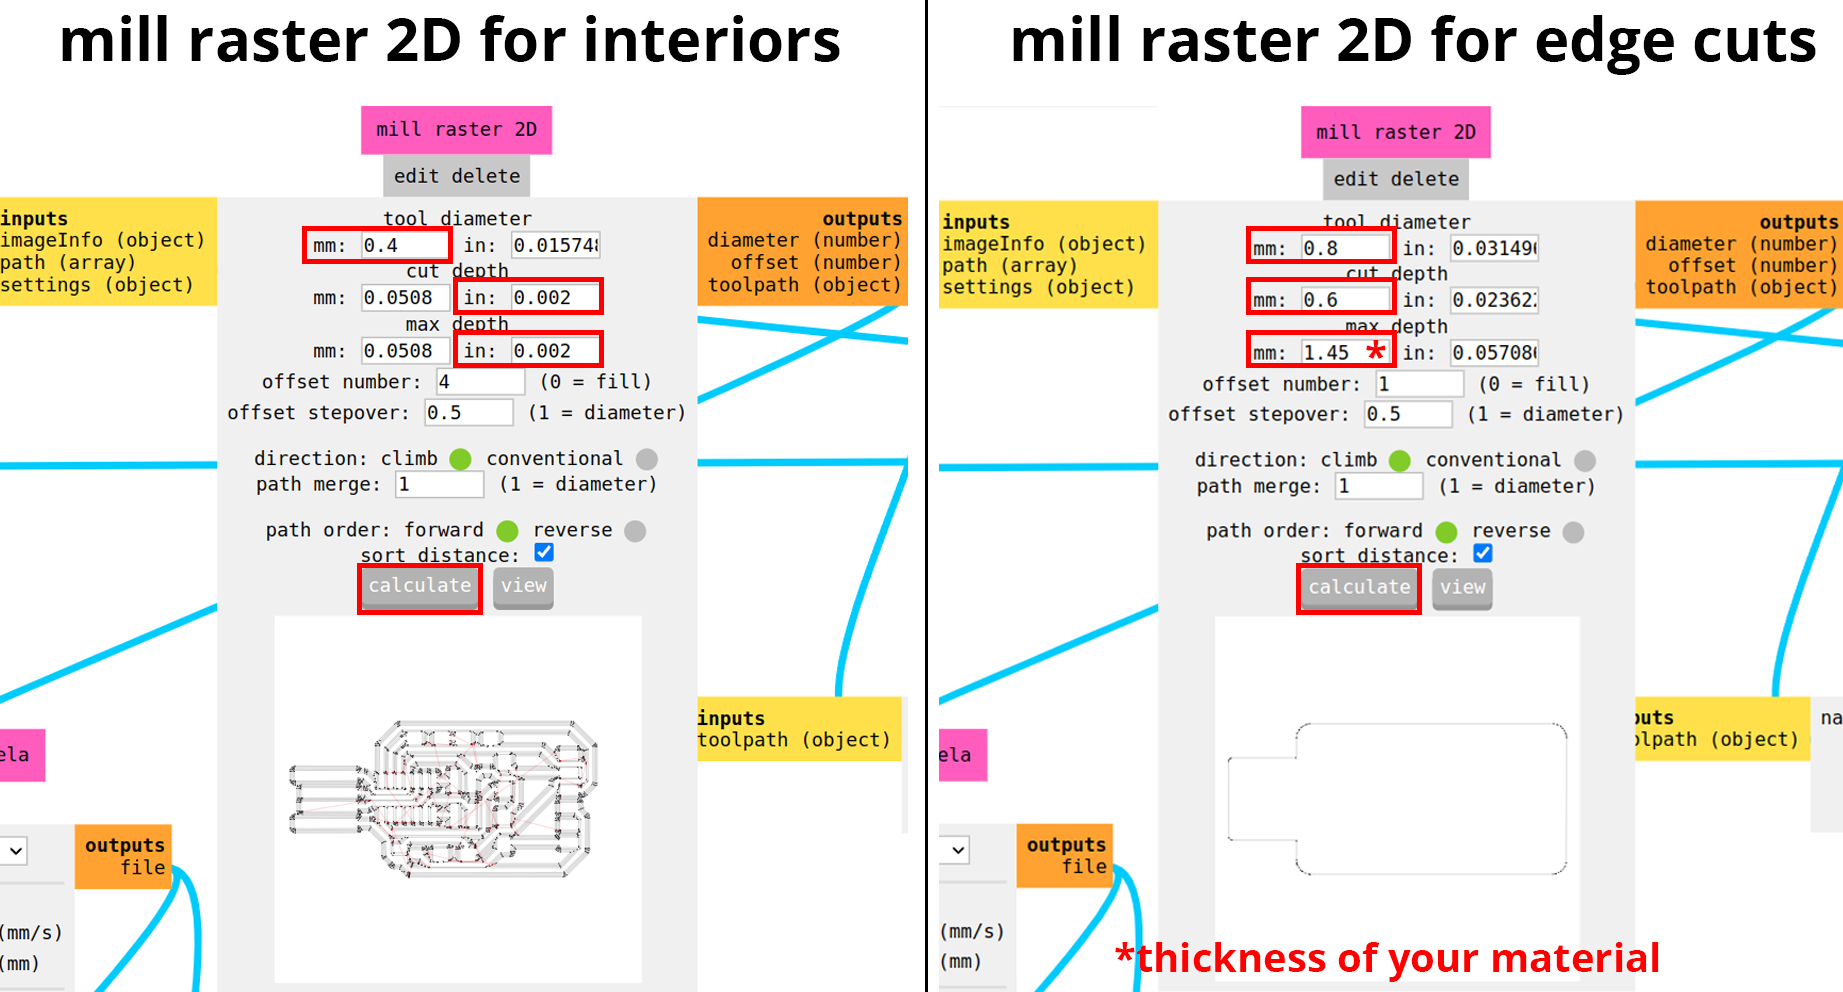 mill raster 2D for interiors
mill raster 2D
edit delete
inputs
imageInfo (object)
path (array)
settings (object)
tool diameter
mm: 0.4 in: 0.01574
cut depth
mm: 0.0508 in: 0.002
max depth
mm: 0.0508 in: 0.002
offset number: 4 (0 = fill)
offset stepover: 0.5 (1 = diameter)
direction: climb conventional
path merge: 1 (1 = diameter)
path order: forward reverse
sort distance:
calculate view
outputs
diameter (number)
offset (number)
toolpath (object)
inputs
toolpath (object)
ela
outputs
file
(mm/s)
(mm)
mill raster 2D for edge cuts
mill raster 2D
edit delete
inputs
imageInfo (object)
path (array)
settings (object)
tool diameter
mm: 0.8 in: 0.03149
cut depth
mm: 0.6 in: 0.02362
max depth
mm: 1.45 * in: 0.05708
offset number: 1 (0 = fill)
offset stepover: 0.5 (1 = diameter)
direction: climb conventional
path merge: 1 (1 = diameter)
path order: forward reverse
sort distance:
calculate view
outputs
diameter (number)
offset (number)
toolpath (object)
puts
olpath (object)
na
ela
outputs
file
(mm/s)
(mm)
*thickness of your material